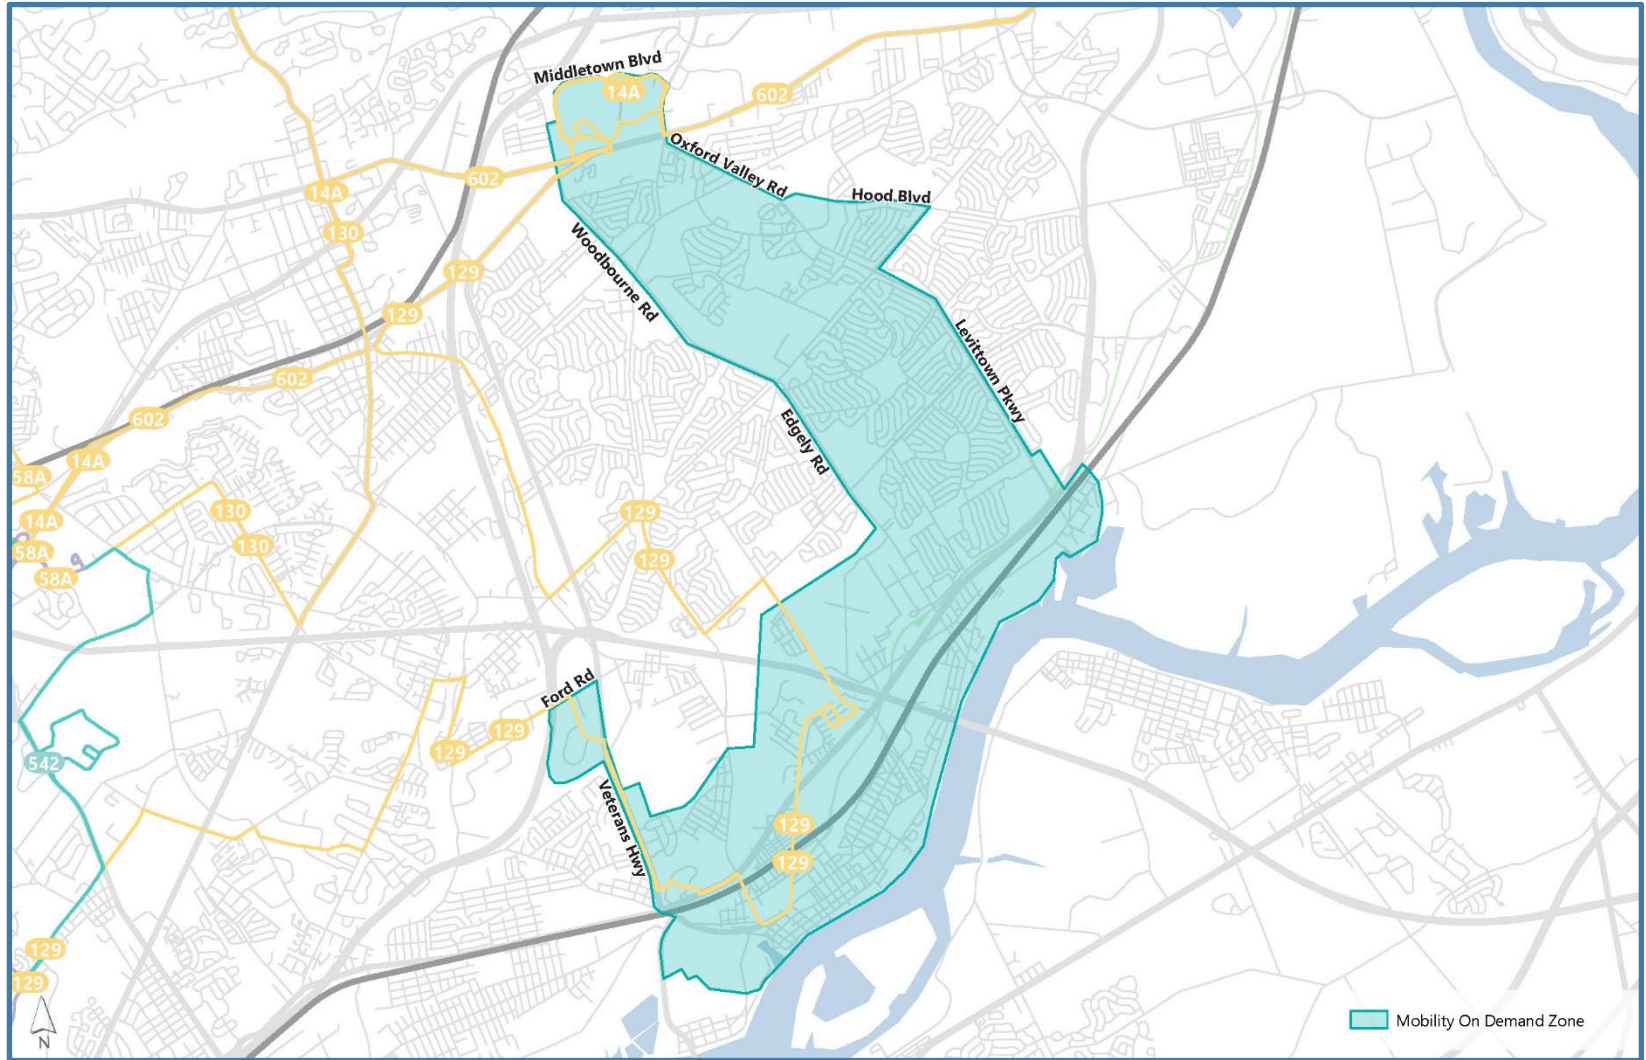 Middletown Blvd
14A
602
Oxford Valley Rd
602
14A
Hood Blvd
130
Woodbourne Rd
129
129
Levittown Pkwy
602
602
Edgely Rd
14A
58A
130
129
14A
130
58A
129
9
58A
Ford Rd
129
129
542
Veterans Hwy
129
129
129
129
N
Mobility On Demand Zone